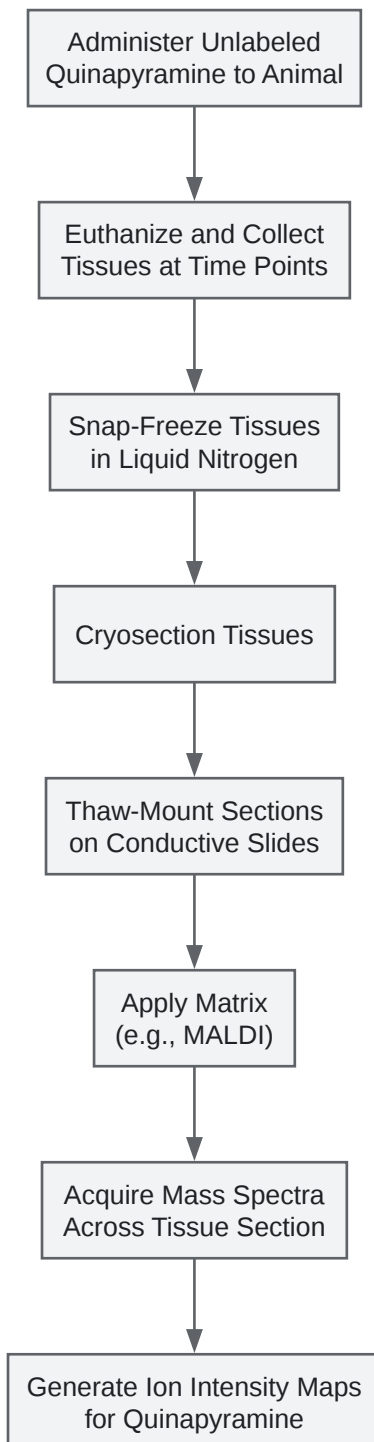 Administer Unlabeled
Quinapyramine to Animal
Euthanize and Collect
Tissues at Time Points
Snap-Freeze Tissues
in Liquid Nitrogen
Cryosection Tissues
Thaw-Mount Sections
on Conductive Slides
Apply Matrix
(e.g., MALDI)
Acquire Mass Spectra
Across Tissue Section
Generate Ion Intensity Maps
for Quinapyramine